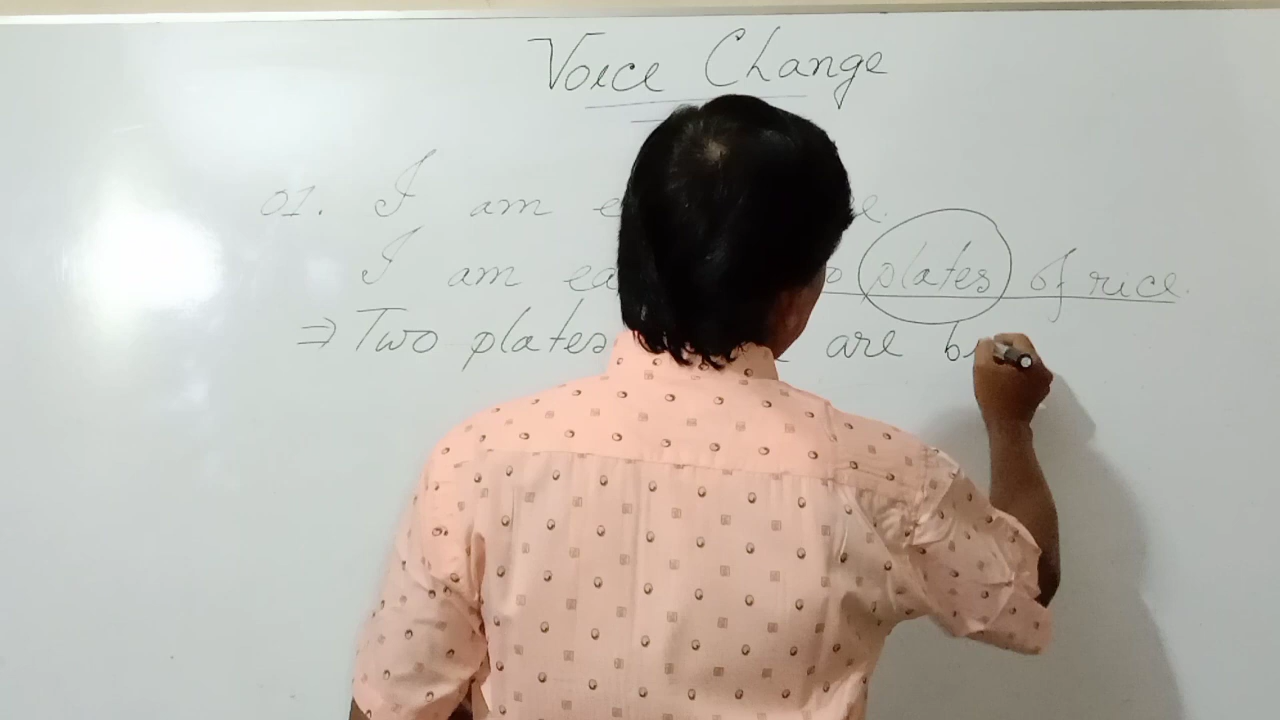 Voice Change
01. I am e
I am ea plates of rice.
⇒ Two plates are b